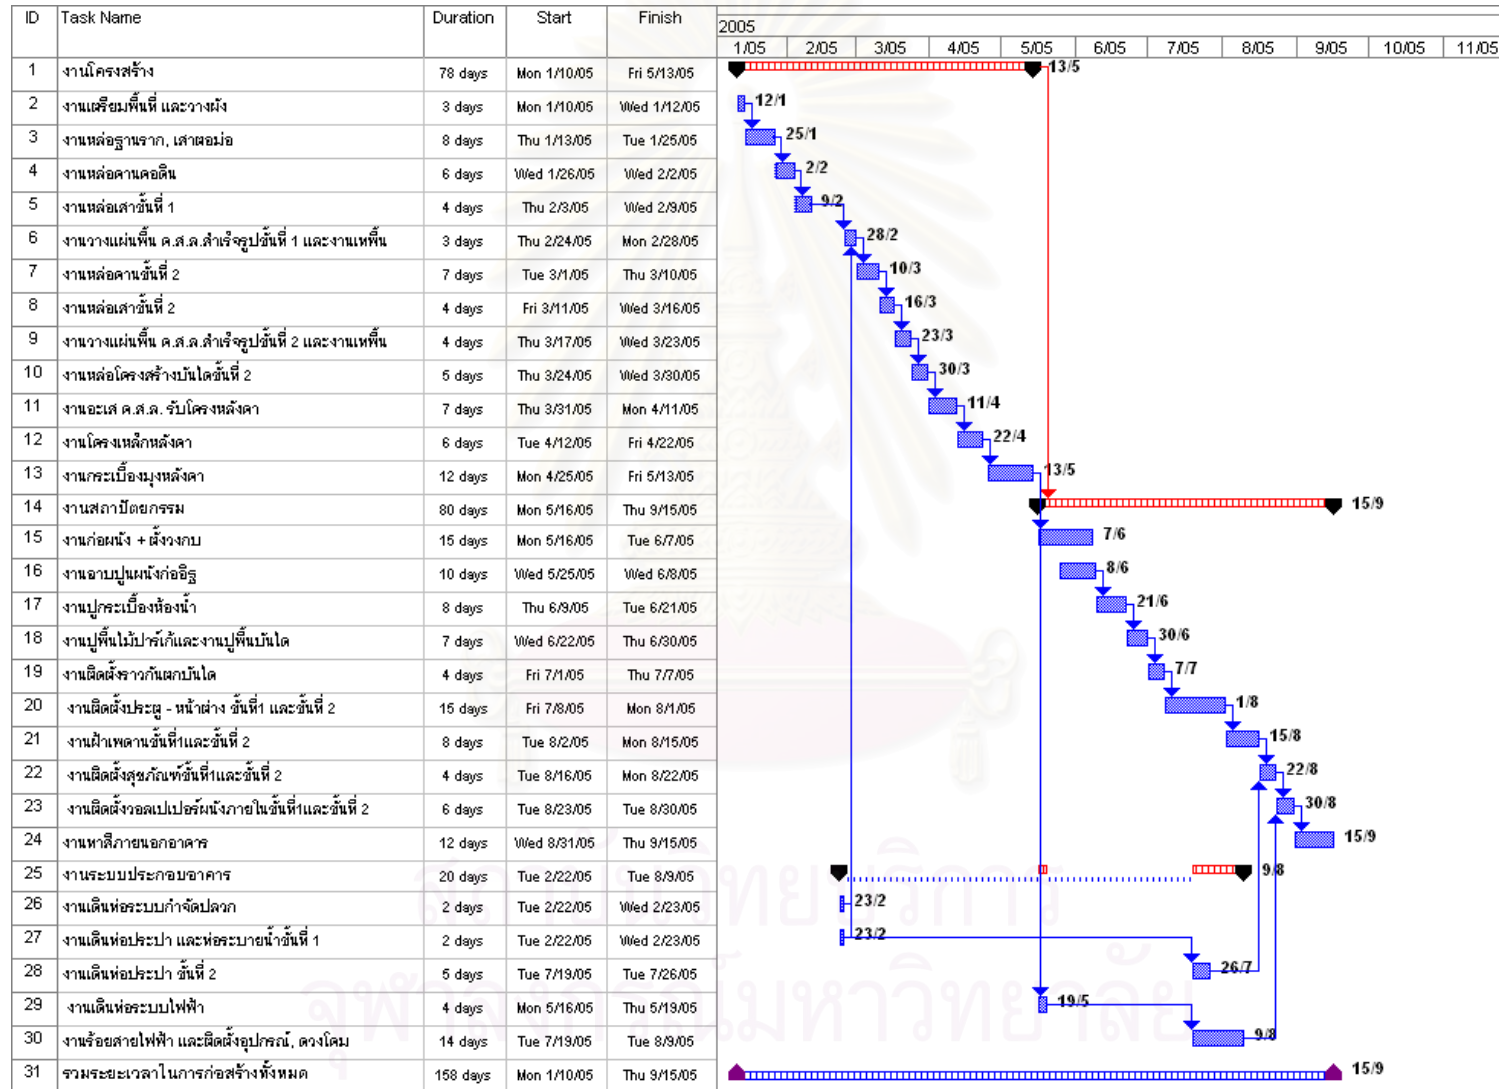 ID Task Name Duration Start Finish 2005
1/05 2/05 3/05 4/05 5/05 6/05 7/05 8/05 9/05 10/05 11/05
1 งานโครงสร้าง 78 days Mon 1/10/05 Fri 5/13/05 13/5
2 งานเตรียมพื้นที่ และวางผัง 3 days Mon 1/10/05 Wed 1/12/05 12/1
3 งานหล่อฐานราก, เสาตอม่อ 8 days Thu 1/13/05 Tue 1/25/05 25/1
4 งานหล่อคานคอดิน 6 days Wed 1/26/05 Wed 2/2/05 2/2
5 งานหล่อเสาชั้นที่ 1 4 days Thu 2/3/05 Wed 2/9/05 9/2
6 งานวางแผ่นพื้น ค.ส.ล.สำเร็จรูปชั้นที่ 1 และงานเทพื้น 3 days Thu 2/24/05 Mon 2/28/05 28/2
7 งานหล่อคานชั้นที่ 2 7 days Tue 3/1/05 Thu 3/10/05 10/3
8 งานหล่อเสาชั้นที่ 2 4 days Fri 3/11/05 Wed 3/16/05 16/3
9 งานวางแผ่นพื้น ค.ส.ล.สำเร็จรูปชั้นที่ 2 และงานเทพื้น 4 days Thu 3/17/05 Wed 3/23/05 23/3
10 งานหล่อโครงสร้างบันไดชั้นที่ 2 5 days Thu 3/24/05 Wed 3/30/05 30/3
11 งานอะเส ค.ส.ล. รับโครงหลังคา 7 days Thu 3/31/05 Mon 4/11/05 11/4
12 งานโครงเหล็กหลังคา 6 days Tue 4/12/05 Fri 4/22/05 22/4
13 งานกระเบื้องมุงหลังคา 12 days Mon 4/25/05 Fri 5/13/05 13/5
14 งานสถาปัตยกรรม 80 days Mon 5/16/05 Thu 9/15/05 15/9
15 งานก่อผนัง + ตั้งวงกบ 15 days Mon 5/16/05 Tue 6/7/05 7/6
16 งานฉาบปูนผนังก่ออิฐ 10 days Wed 5/25/05 Wed 6/8/05 8/6
17 งานปูกระเบื้องห้องน้ำ 8 days Thu 6/9/05 Tue 6/21/05 21/6
18 งานปูพื้นไม้ปาร์เก้และงานปูพื้นบันได 7 days Wed 6/22/05 Thu 6/30/05 30/6
19 งานติดตั้งราวกันตกบันได 4 days Fri 7/1/05 Thu 7/7/05 7/7
20 งานติดตั้งประตู - หน้าต่าง ชั้นที่1 และชั้นที่ 2 15 days Fri 7/8/05 Mon 8/1/05 1/8
21 งานฝ้าเพดานชั้นที่1และชั้นที่ 2 8 days Tue 8/2/05 Mon 8/15/05 15/8
22 งานติดตั้งสุขภัณฑ์ชั้นที่1และชั้นที่ 2 4 days Tue 8/16/05 Mon 8/22/05 22/8
23 งานติดตั้งวอลเปเปอร์ผนังภายในชั้นที่1และชั้นที่ 2 6 days Tue 8/23/05 Tue 8/30/05 30/8
24 งานทาสีภายนอกอาคาร 12 days Wed 8/31/05 Thu 9/15/05 15/9
25 งานระบบประกอบอาคาร 20 days Tue 2/22/05 Tue 8/9/05 9/8
26 งานเดินท่อระบบกำจัดปลวก 2 days Tue 2/22/05 Wed 2/23/05 23/2
27 งานเดินท่อประปา และท่อระบายน้ำชั้นที่ 1 2 days Tue 2/22/05 Wed 2/23/05 23/2
28 งานเดินท่อประปา ชั้นที่ 2 5 days Tue 7/19/05 Tue 7/26/05 26/7
29 งานเดินท่อระบบไฟฟ้า 4 days Mon 5/16/05 Thu 5/19/05 19/5
30 งานร้อยสายไฟฟ้า และติดตั้งอุปกรณ์, ดวงโคม 14 days Tue 7/19/05 Tue 8/9/05 9/8
31 รวมระยะเวลาในการก่อสร้างทั้งหมด 158 days Mon 1/10/05 Thu 9/15/05 15/9
สถาบันวิทยบริการ
จุฬาลงกรณ์มหาวิทยาลัย